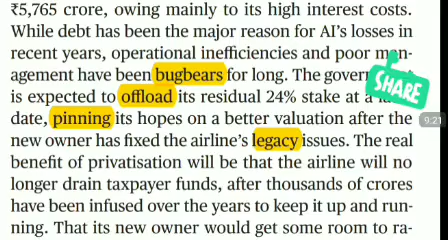 ₹5,765 crore, owing mainly to its high interest costs.
While debt has been the major reason for AI's losses in
recent years, operational inefficiencies and poor man-
agement have been bugbears for long. The
is expected to offload its residual 24% stake at a
date, pinning its hopes on a better valuation after the
new owner has fixed the airline's legacy issues. The real
benefit of privatisation will be that the airline will no
longer drain taxpayer funds, after thousands of crores
have been infused over the years to keep it up and run-
ning. That its new owner would get some room to ra-
SHARE
9:21